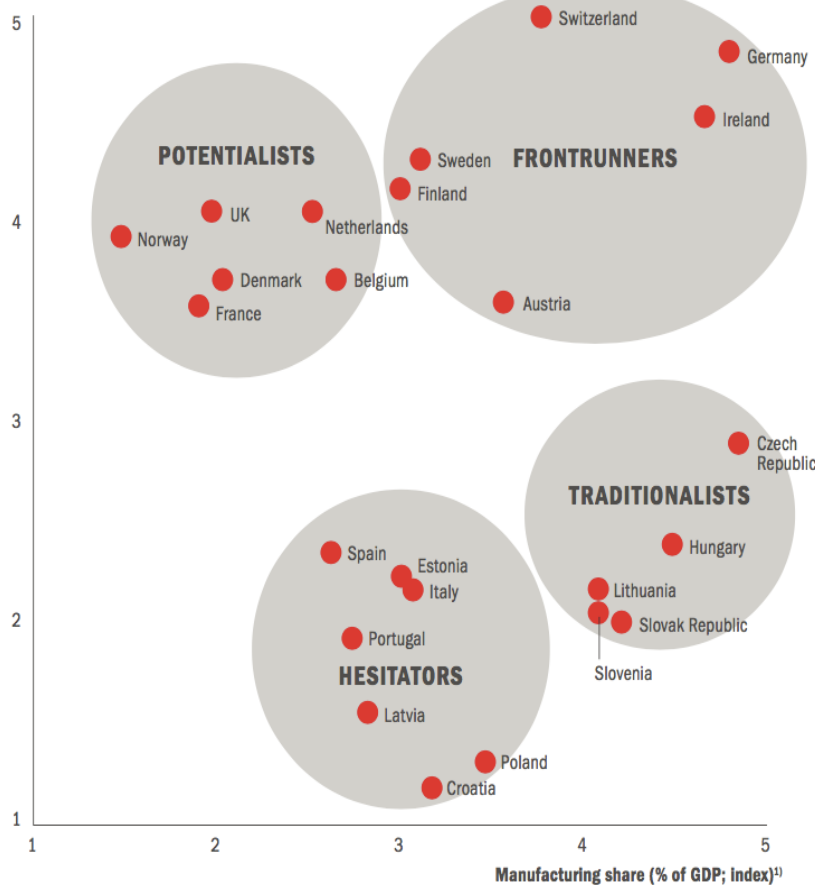 5
Switzerland
Germany
Ireland
POTENTIALISTS
FRONTRUNNERS
Sweden
Finland
4
UK
Netherlands
Norway
Denmark
Belgium
France
Austria
3
Czech
Republic
TRADITIONALISTS
Spain
Estonia
Italy
Hungary
Lithuania
2
Slovak Republic
Portugal
Slovenia
HESITATORS
Latvia
Poland
Croatia
1
1
2
3
4
5
Manufacturing share (% of GDP; index)¹⁾